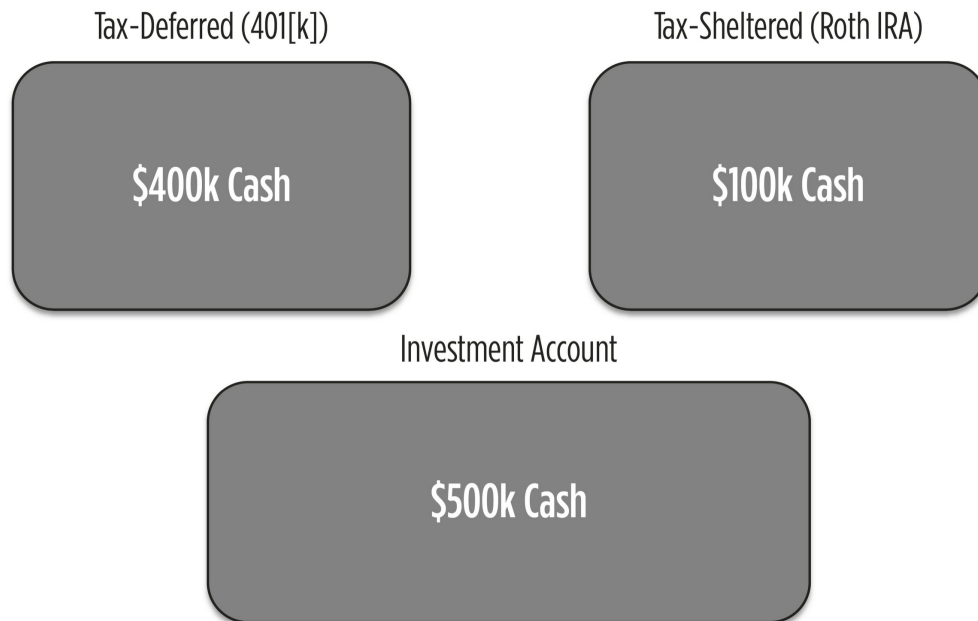 Tax-Deferred (401[k])
Tax-Sheltered (Roth IRA)
$400k Cash
$100k Cash
Investment Account
$500k Cash